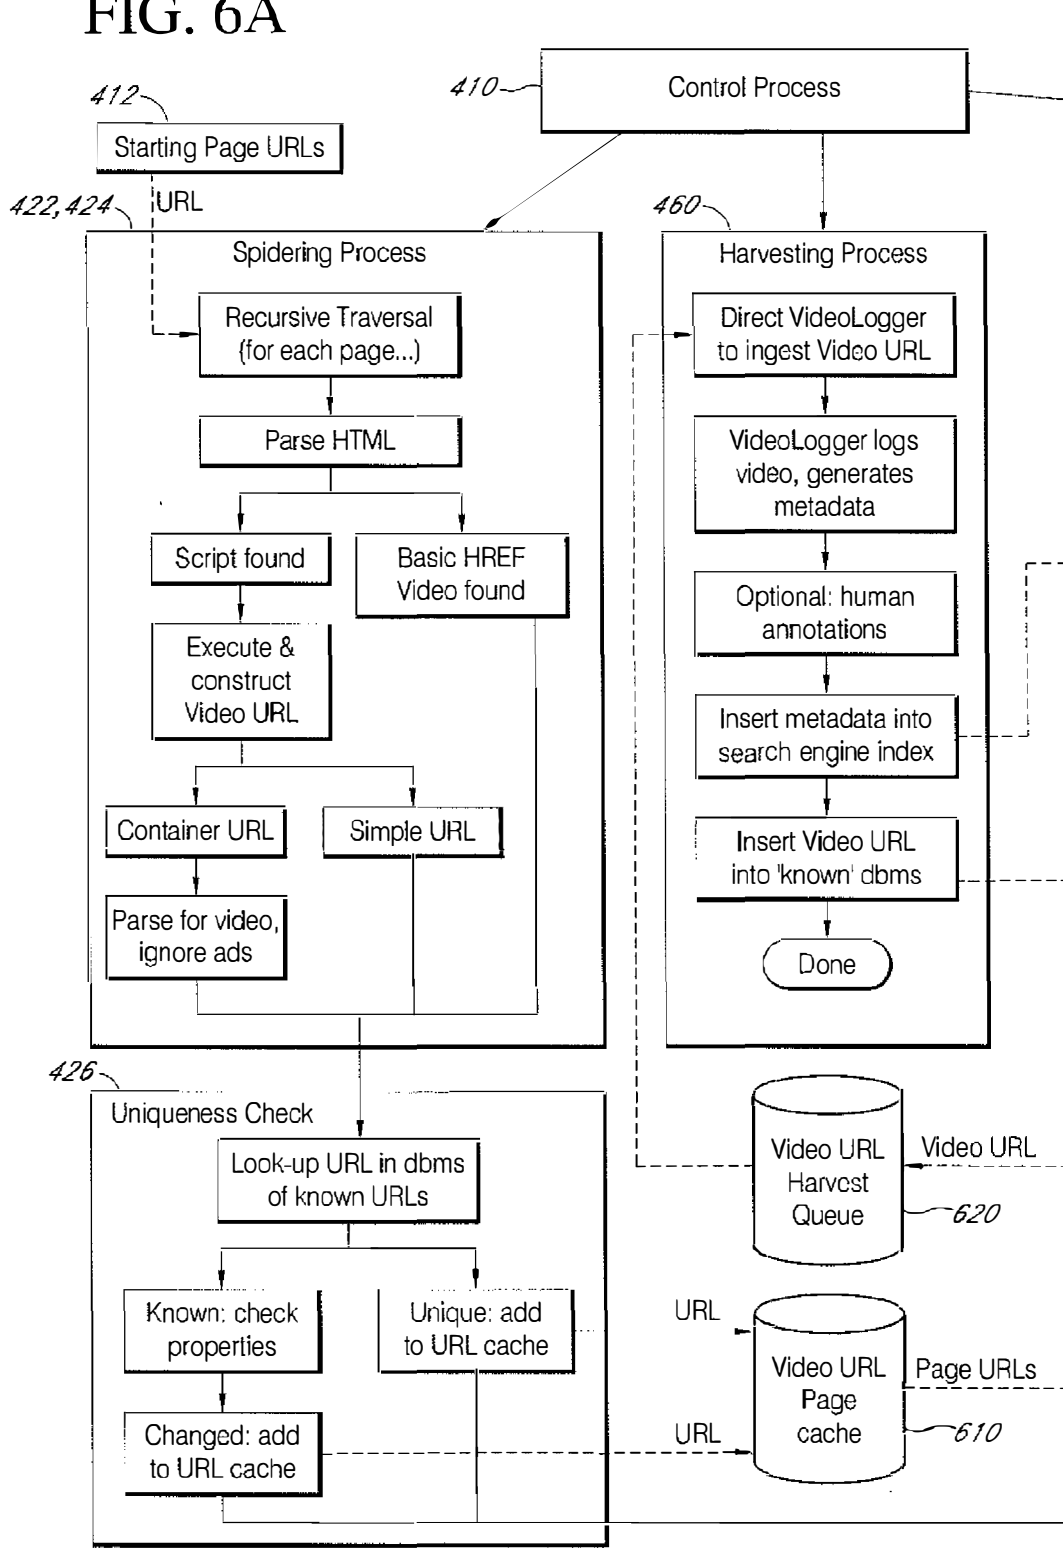 FIG. 6A
410
Control Process
412
Starting Page URLs
URL
422, 424
Spidering Process
Recursive Traversal
(for each page...)
Parse HTML
Script found
Basic HREF
Video found
Execute &
construct
Video URL
Container URL
Simple URL
Parse for video,
ignore ads
460
Harvesting Process
Direct VideoLogger
to ingest Video URL
VideoLogger logs
video, generates
metadata
Optional: human
annotations
Insert metadata into
search engine index
Insert Video URL
into 'known' dbms
Done
426
Uniqueness Check
Look-up URL in dbms
of known URLs
Known: check
properties
Unique: add
to URL cache
Changed: add
to URL cache
Video URL
Harvest
Queue
Video URL
620
URL
Video URL
Page
cache
Page URLs
URL
610